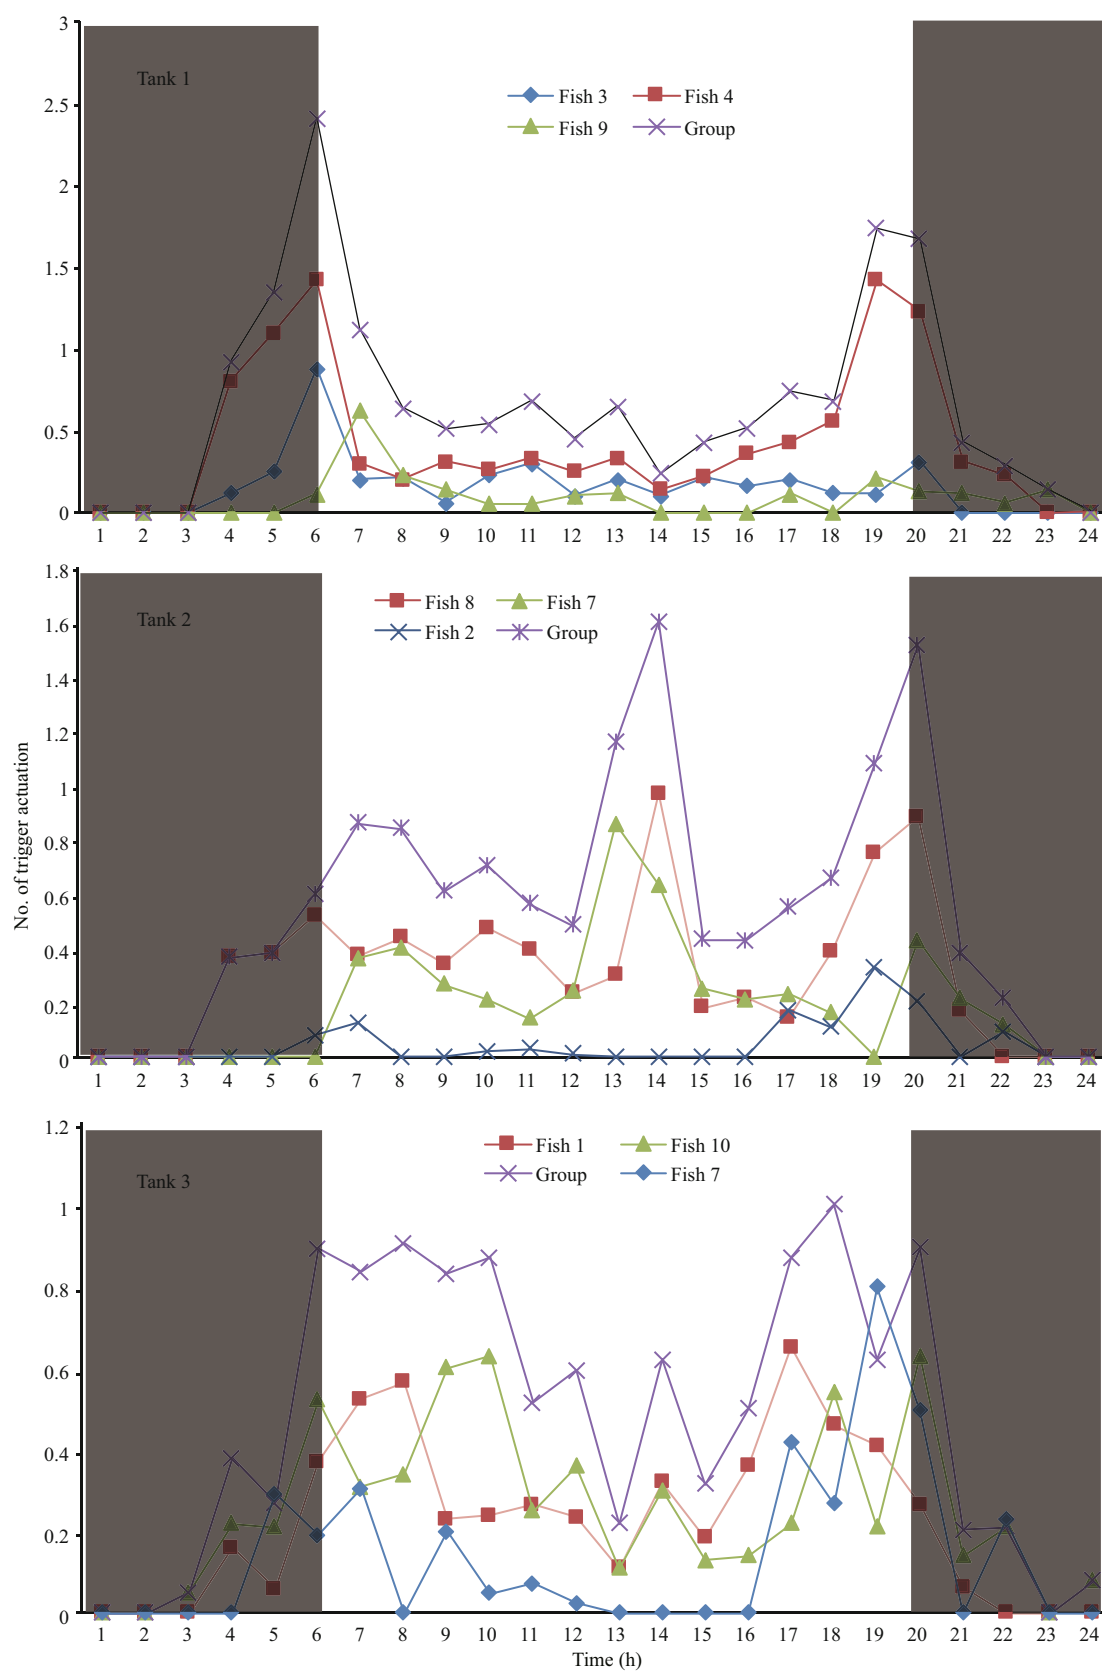 3
Tank 1
Fish 3 Fish 4
2.5
Fish 9 Group
2
1.5
1
0.5
0
1 2 3 4 5 6 7 8 9 10 11 12 13 14 15 16 17 18 19 20 21 22 23 24
1.8
Tank 2
Fish 8 Fish 7
1.6
Fish 2 Group
1.4
1.2
No. of trigger actuation
1
0.8
0.6
0.4
0.2
0
1 2 3 4 5 6 7 8 9 10 11 12 13 14 15 16 17 18 19 20 21 22 23 24
1.2
Fish 1 Fish 10
Tank 3
Group Fish 7
1
0.8
0.6
0.4
0.2
0
1 2 3 4 5 6 7 8 9 10 11 12 13 14 15 16 17 18 19 20 21 22 23 24
Time (h)